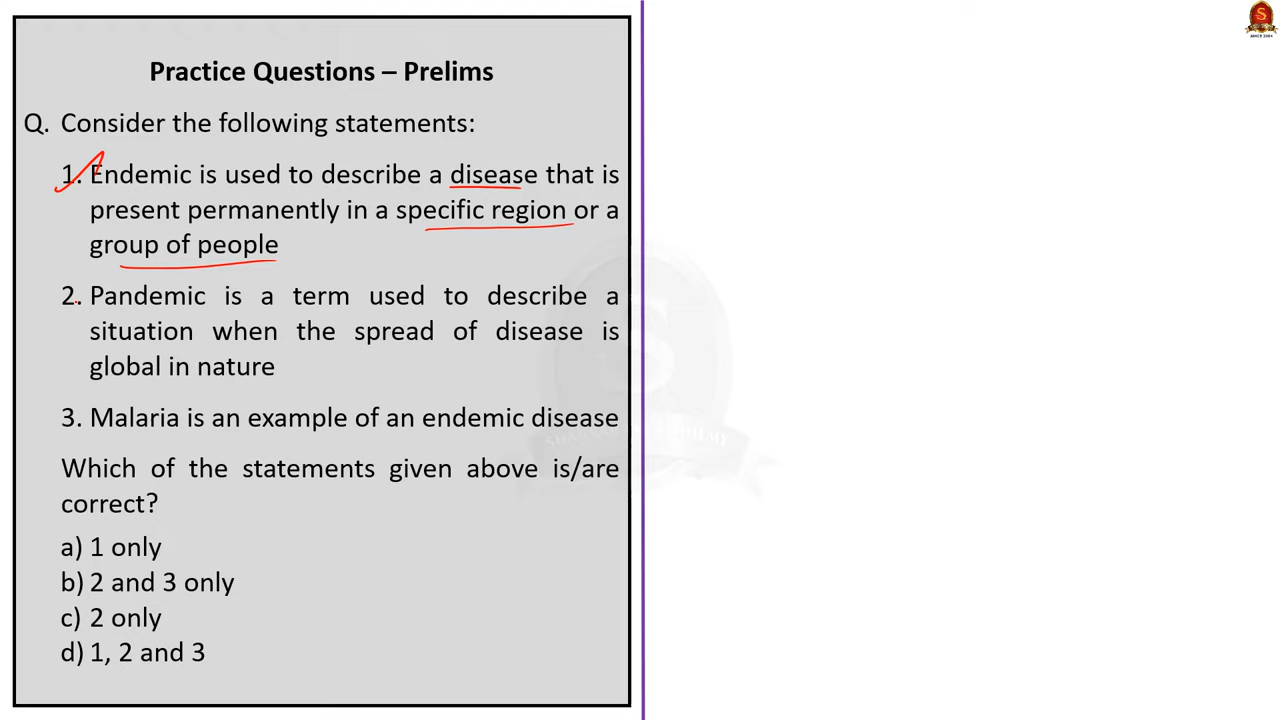 Practice Questions – Prelims
Q. Consider the following statements:
1. Endemic is used to describe a disease that is
present permanently in a specific region or a
group of people
2. Pandemic is a term used to describe a
situation when the spread of disease is
global in nature
3. Malaria is an example of an endemic disease
Which of the statements given above is/are
correct?
a) 1 only
b) 2 and 3 only
c) 2 only
d) 1, 2 and 3
S
SINCE 2004